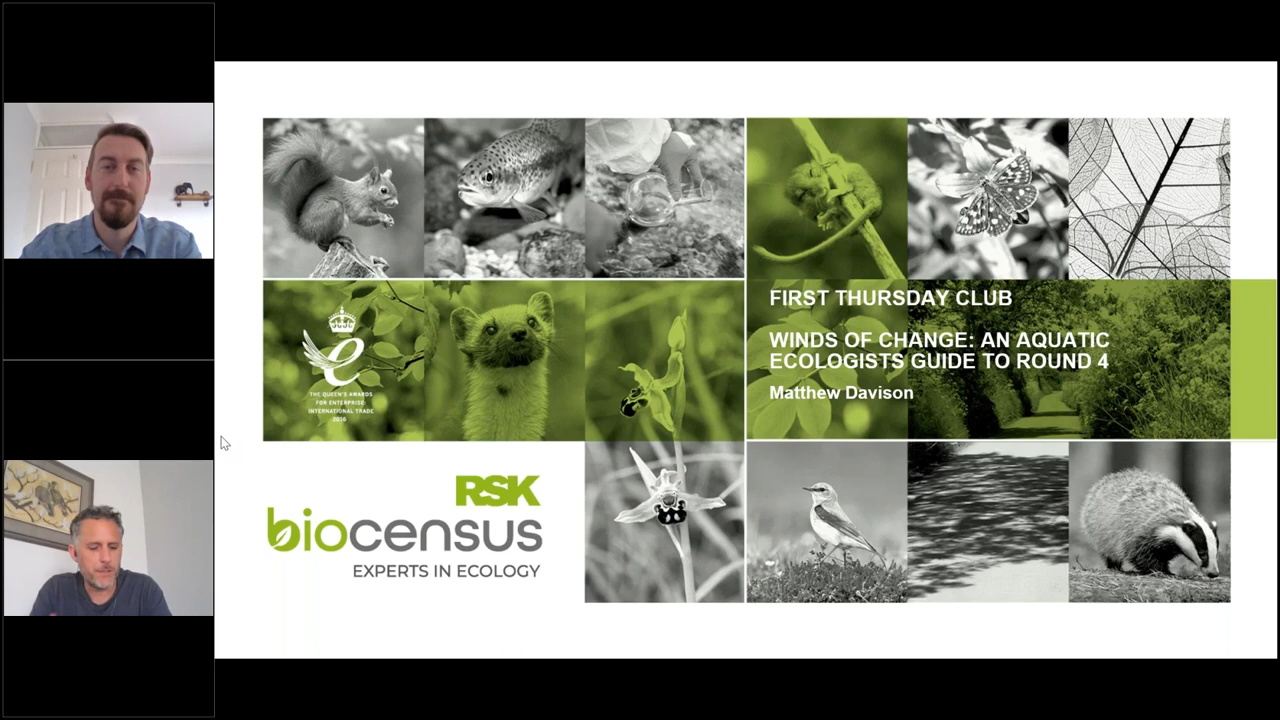 FIRST THURSDAY CLUB
WINDS OF CHANGE: AN AQUATIC
ECOLOGISTS GUIDE TO ROUND 4
Matthew Davison
e
THE QUEEN'S AWARDS
FOR ENTERPRISE:
INTERNATIONAL TRADE
2016
RSK
biocensus
EXPERTS IN ECOLOGY